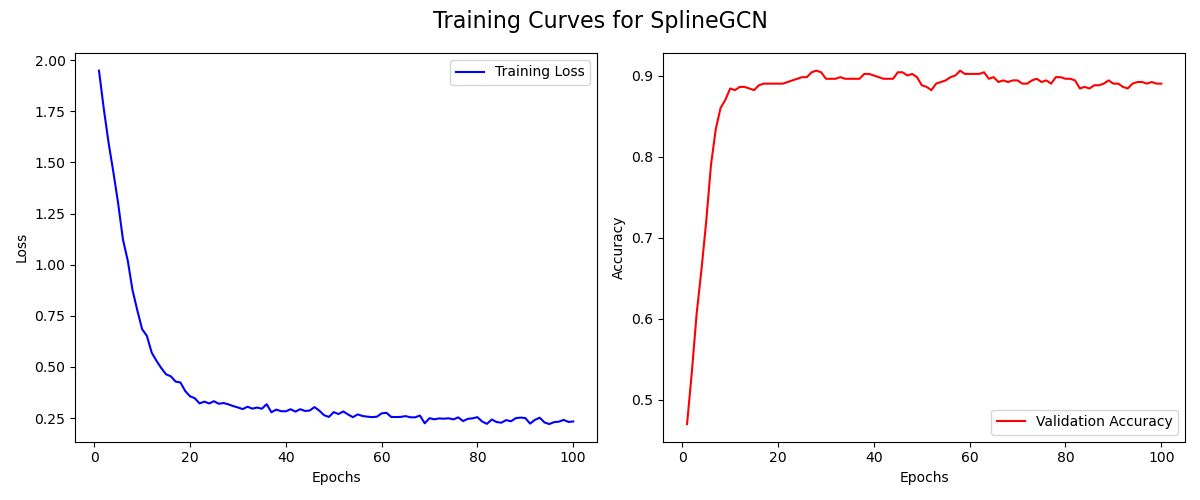 Training Curves for SplineGCN
2.00
1.75
1.50
1.25
1.00
0.75
0.50
0.25
Loss
Training Loss
0 20 40 60 80 100
Epochs
0.9
0.8
0.7
0.6
0.5
Accuracy
Validation Accuracy
0 20 40 60 80 100
Epochs